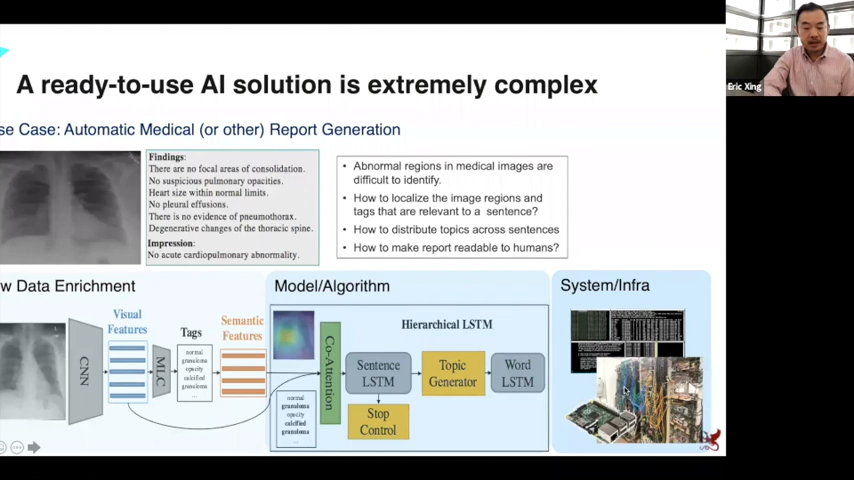 A ready-to-use AI solution is extremely complex
Eric Xing
se Case: Automatic Medical (or other) Report Generation
Findings:
There are no focal areas of consolidation.
No suspicious pulmonary opacities.
Heart size within normal limits.
No pleural effusions.
There is no evidence of pneumothorax.
Degenerative changes of the thoracic spine.
Impression:
No acute cardiopulmonary abnormality.
• Abnormal regions in medical images are
difficult to identify.
• How to localize the image regions and
tags that are relevant to a sentence?
• How to distribute topics across sentences
• How to make report readable to humans?
w Data Enrichment
Model/Algorithm
System/Infra
Visual
Features
Tags
Semantic
Features
CNN
MLC
normal
granuloma
opacity
calcified
granuloma
...
Co-Attention
Hierarchical LSTM
Sentence
LSTM
Topic
Generator
Word
LSTM
Stop
Control
normal
granuloma
opacity
calcified
granuloma
...